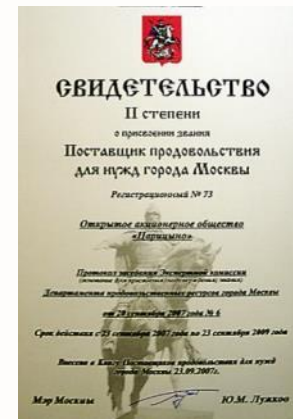 СВИДЕТЕЛЬСТВО
II степени
о присвоении звания
Поставщик продовольствия
для нужд города Москвы
Регистрационный № 73
Открытое акционерное общество
«Царицыно»
Протокол заседания Экспертной комиссии
Департамента продовольственных ресурсов города Москвы
от 20 сентября 2007 года № 6
Срок действия с 23 сентября 2007 года по 23 сентября 2009 года
Внесено в Книгу Поставщиков продовольствия для нужд
города Москвы 23.09.2007г.
Мэр Москвы Ю.М. Лужков